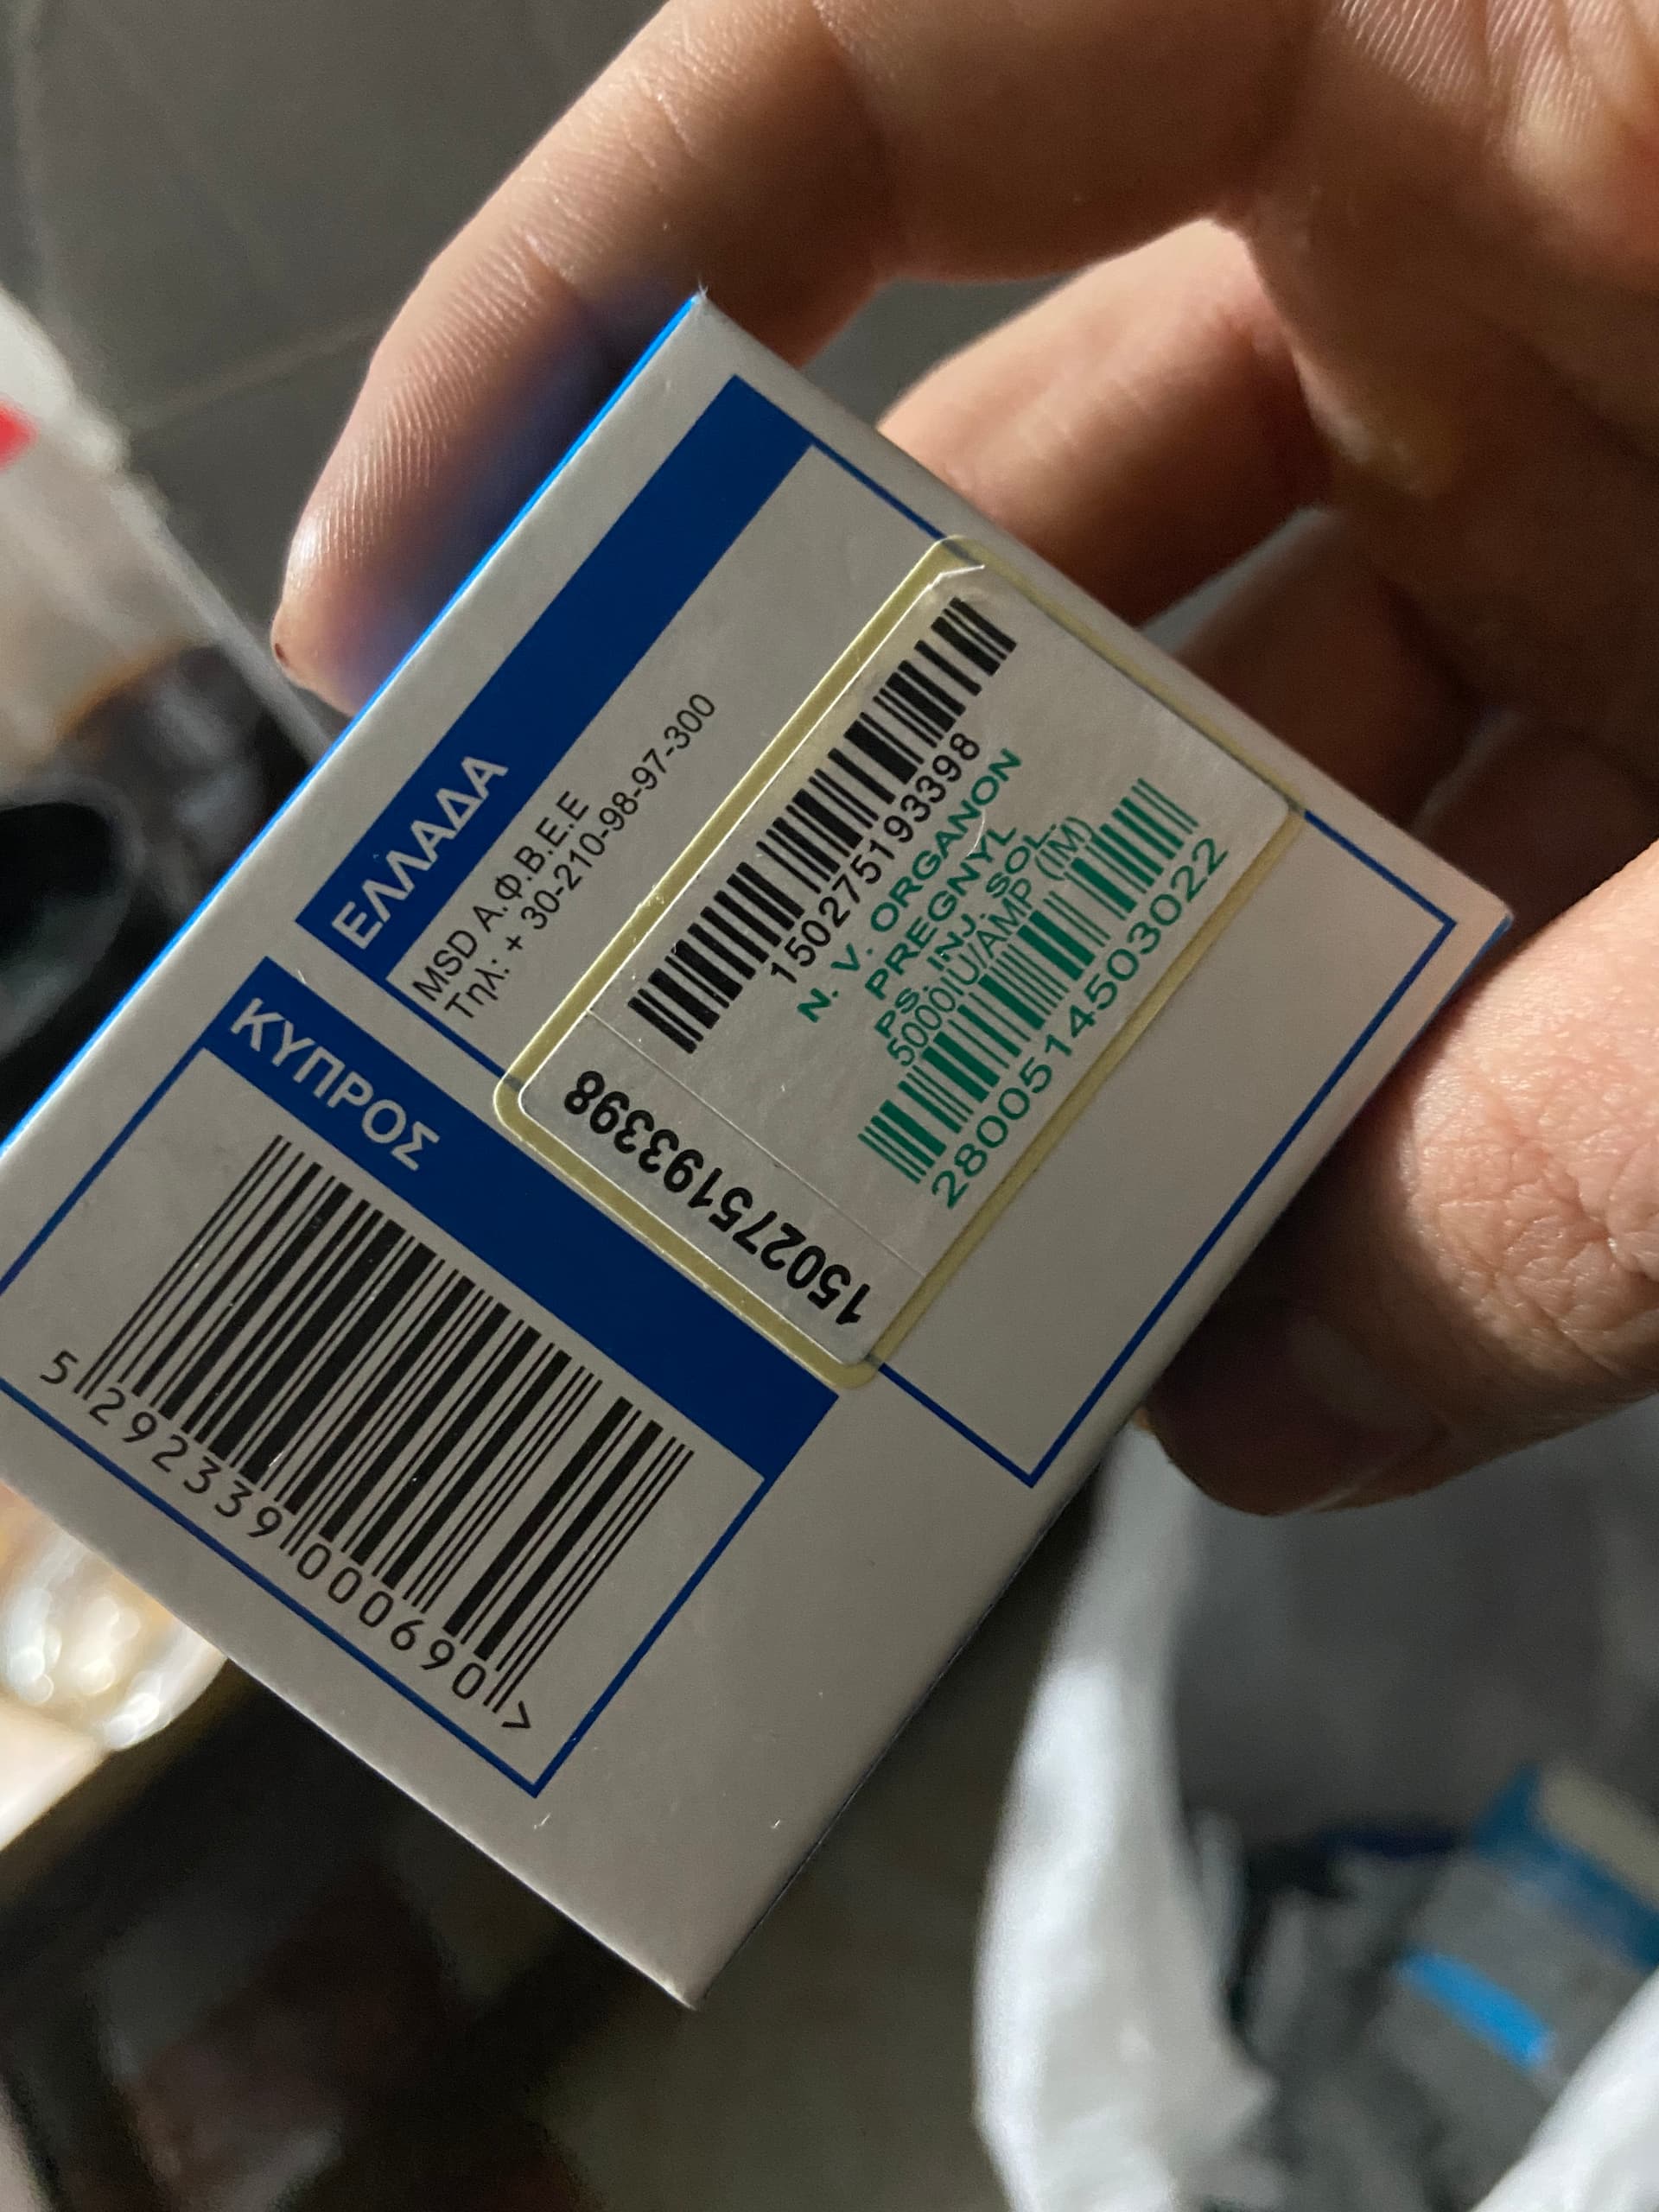 ΕΛΛΑΔΑ
MSD Α.Φ.Β.Ε.Ε
Τηλ: + 30-210-98-97-300
150275193398
N. V. ORGANON
PREGNYL
PS. INJ. SOL.
5000IU/AMP (IM)
2800514503022
150275193398
ΚΥΠΡΟΣ
5 292339 000690 >